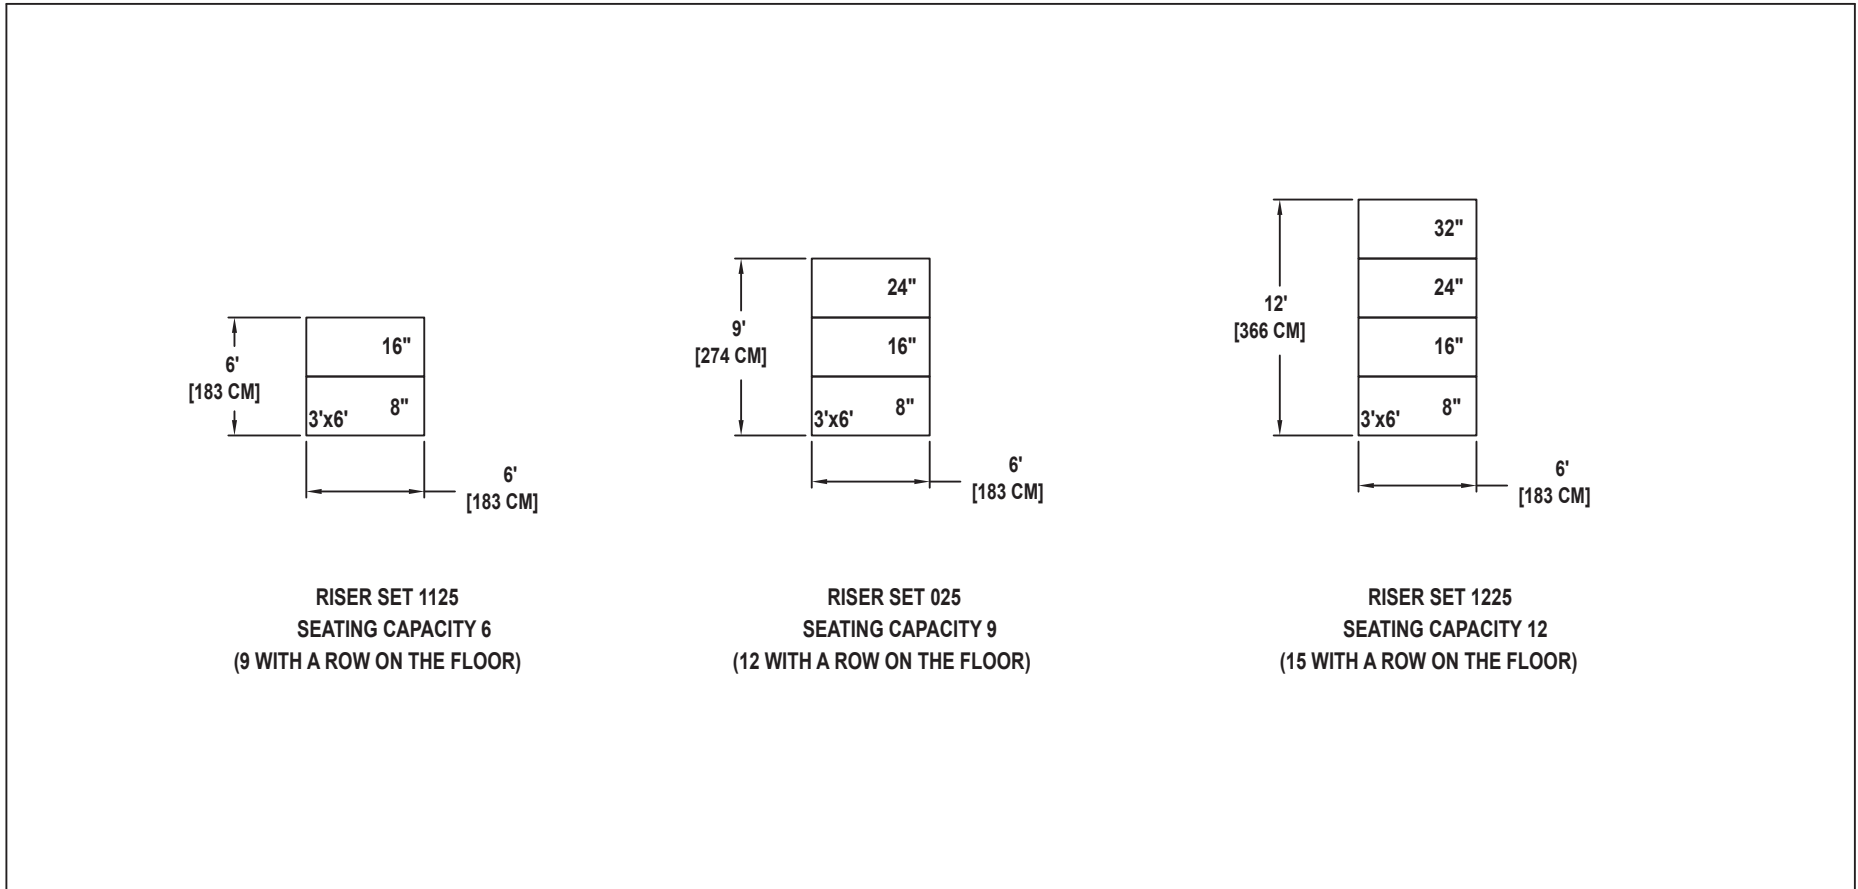 16"
6'
[183 CM]
3'x6'
8"
6'
[183 CM]
RISER SET 1125
SEATING CAPACITY 6
(9 WITH A ROW ON THE FLOOR)
24"
9'
[274 CM]
16"
3'x6'
8"
6'
[183 CM]
RISER SET 025
SEATING CAPACITY 9
(12 WITH A ROW ON THE FLOOR)
32"
24"
12'
[366 CM]
16"
3'x6'
8"
6'
[183 CM]
RISER SET 1225
SEATING CAPACITY 12
(15 WITH A ROW ON THE FLOOR)